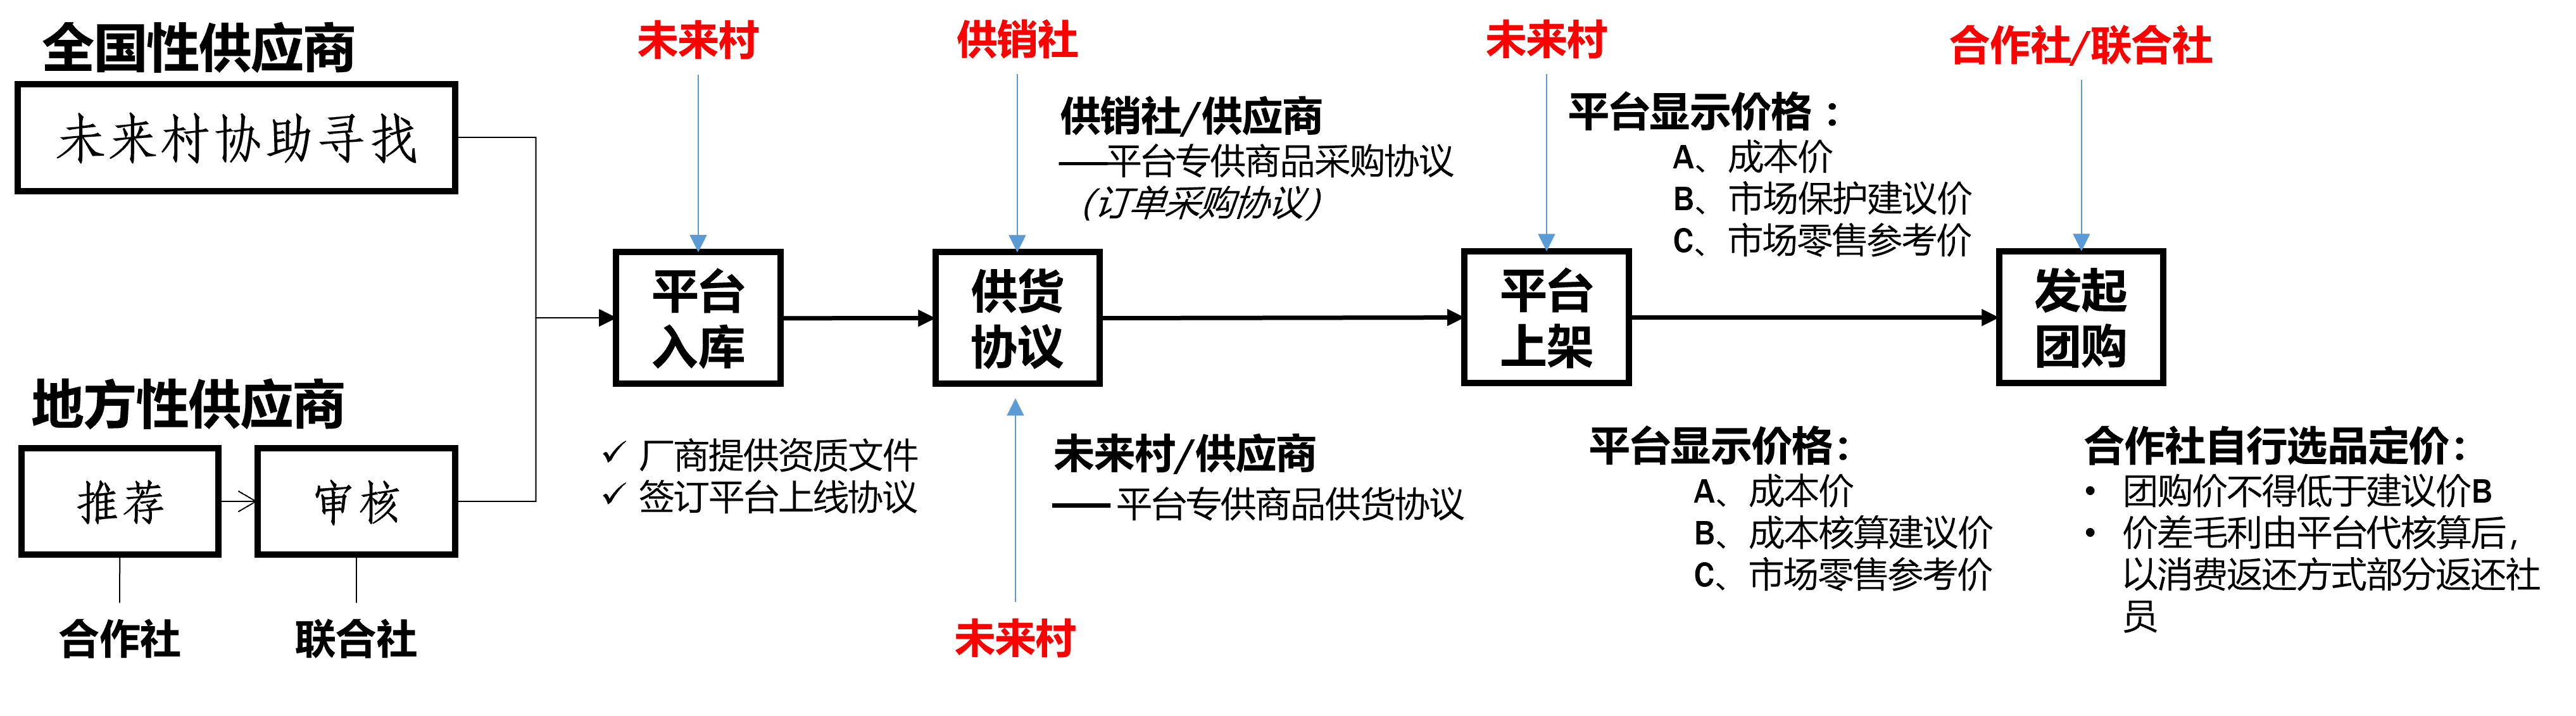 全国性供应商
未来村协助寻找
地方性供应商
推荐
审核
合作社
联合社
未来村
平台
入库
✓ 厂商提供资质文件
✓ 签订平台上线协议
供销社
供销社/供应商
——平台专供商品采购协议
（订单采购协议）
供货
协议
未来村/供应商
—— 平台专供商品供货协议
未来村
未来村
平台显示价格：
A、成本价
B、市场保护建议价
C、市场零售参考价
平台
上架
平台显示价格：
A、成本价
B、成本核算建议价
C、市场零售参考价
合作社/联合社
发起
团购
合作社自行选品定价：
• 团购价不得低于建议价B
• 价差毛利由平台代核算后，
以消费返还方式部分返还社
员